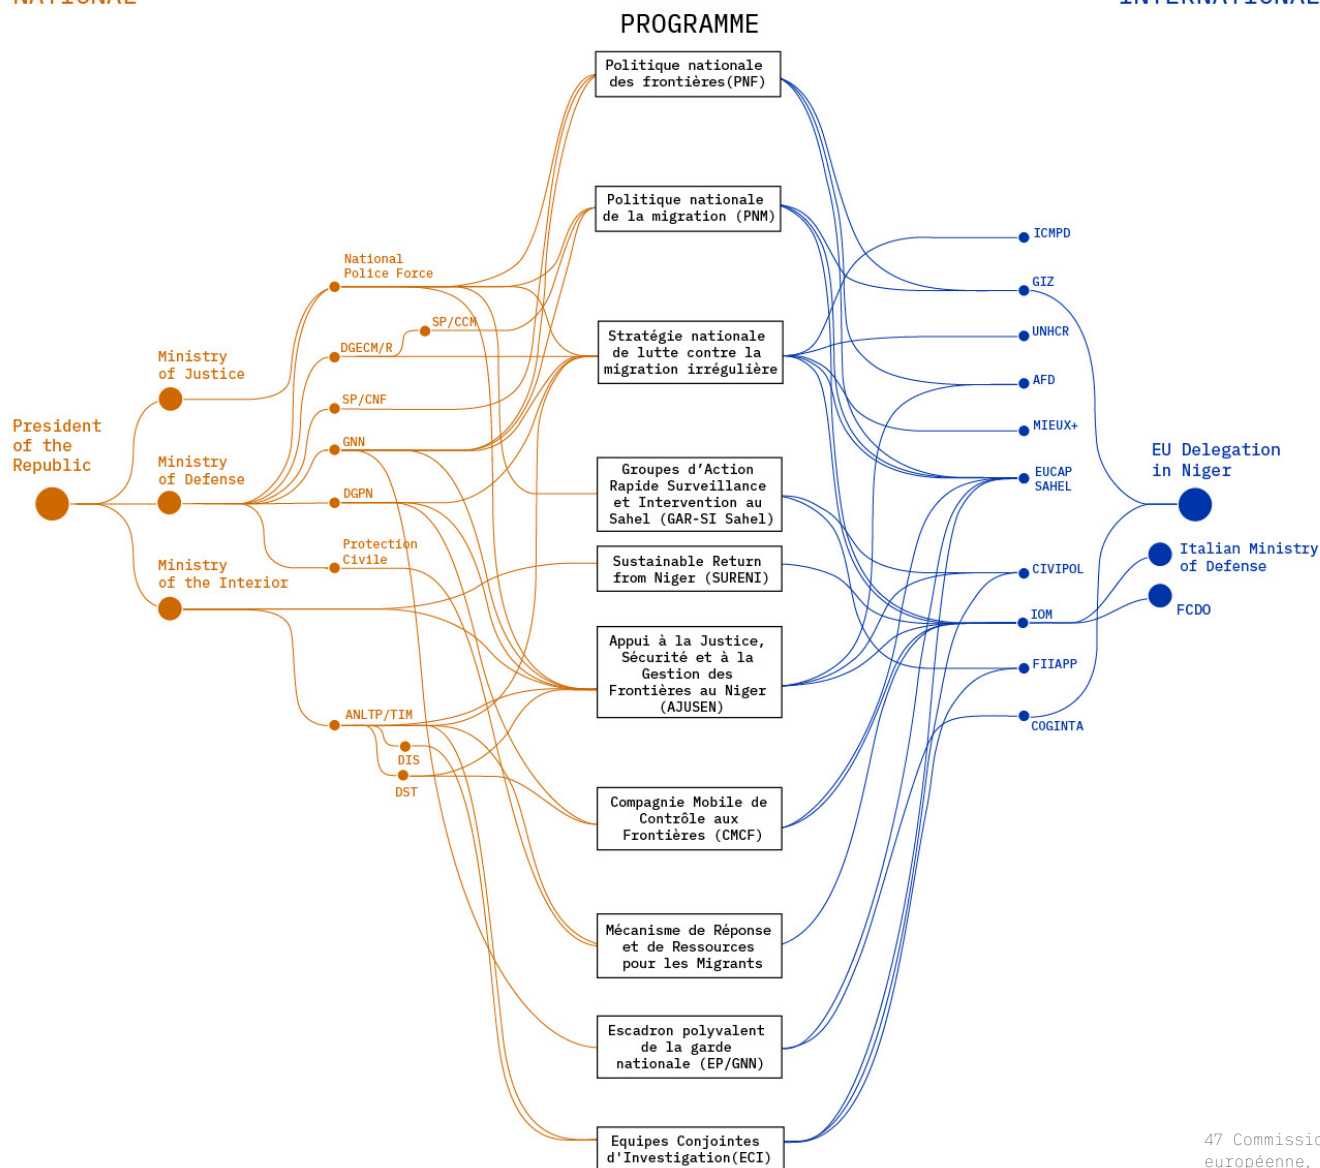 NATIONAL
INTERNATIONAL
PROGRAMME
Politique nationale
des frontières(PNF)
Politique nationale
de la migration (PNM)
Stratégie nationale
de lutte contre la
migration irrégulière
Groupes d’Action
Rapide Surveillance
et Intervention au
Sahel (GAR-SI Sahel)
Sustainable Return
from Niger (SURENI)
Appui à la Justice,
Sécurité et à la
Gestion des
Frontières au Niger
(AJUSEN)
Compagnie Mobile de
Contrôle aux
Frontières (CMCF)
Mécanisme de Réponse
et de Ressources
pour les Migrants
Escadron polyvalent
de la garde
nationale (EP/GNN)
Equipes Conjointes
d'Investigation(ECI)
President
of the
Republic
Ministry
of Justice
Ministry
of Defense
Ministry
of the Interior
National
Police Force
SP/CCM
DGECM/R
SP/CNF
GNN
DGPN
Protection
Civile
ANLTP/TIM
DIS
DST
ICMPD
GIZ
UNHCR
AFD
MIEUX+
EUCAP
SAHEL
CIVIPOL
IOM
FIIAPP
COGINTA
EU Delegation
in Niger
Italian Ministry
of Defense
FCDO
47 Commissio
européenne,